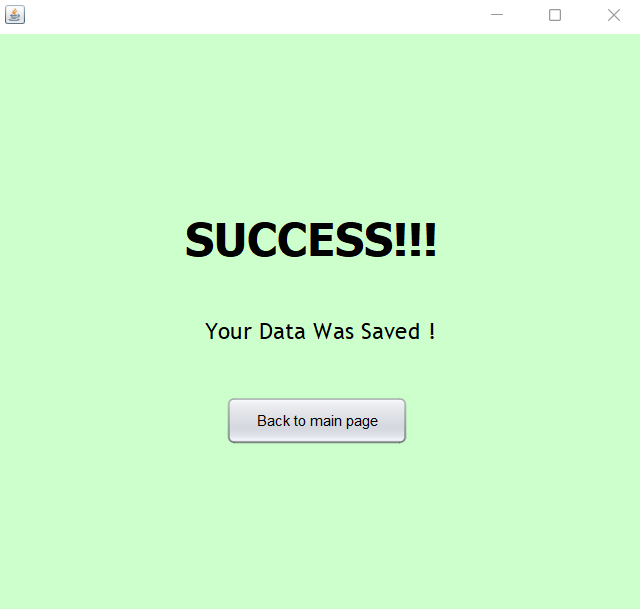 SUCCESS!!!
Your Data Was Saved !
Back to main page